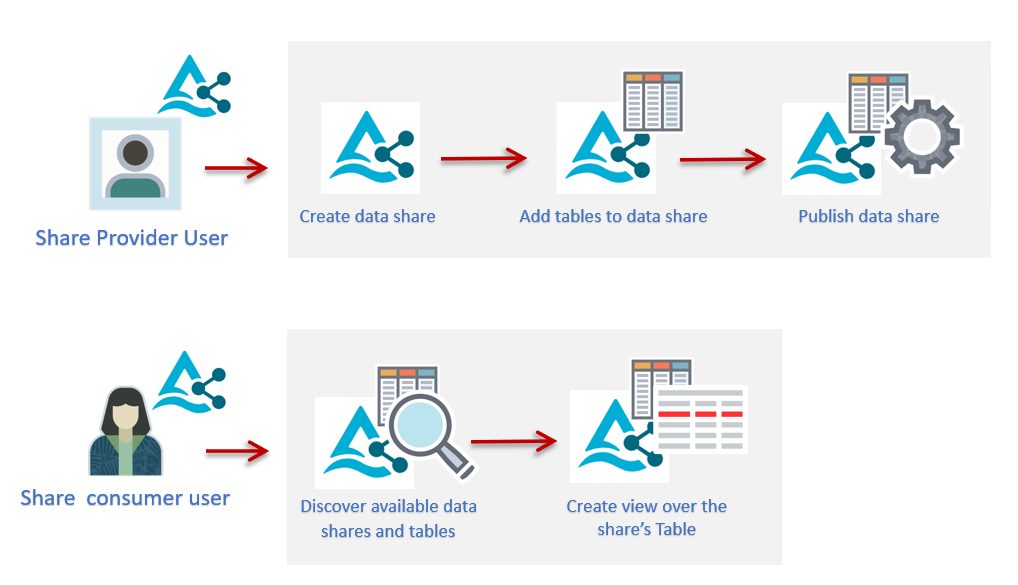 Share Provider User
Create data share
Add tables to data share
Publish data share
Share consumer user
Discover available data
shares and tables
Create view over the
share's Table